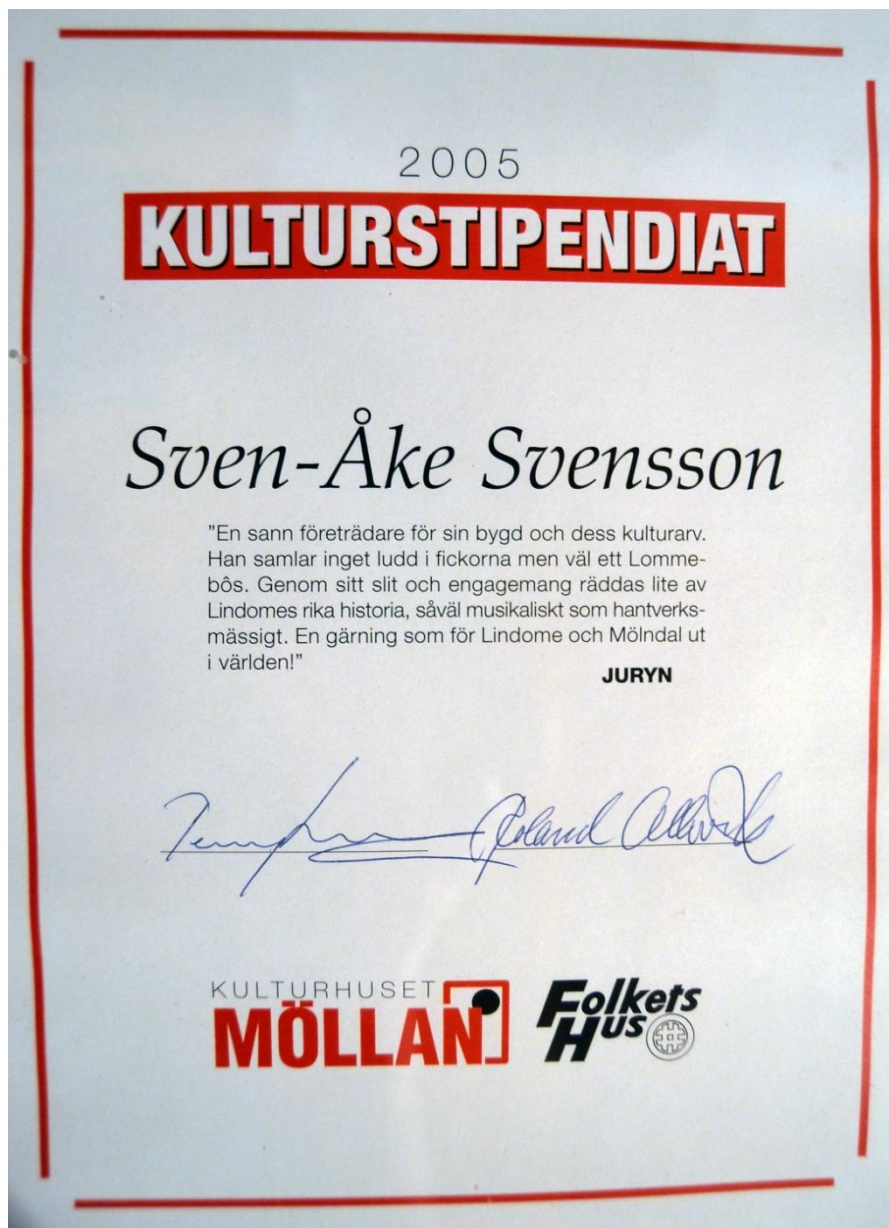 2005
KULTURSTIPENDIAT
Sven-Åke Svensson
"En sann företrädare för sin bygd och dess kulturarv.
Han samlar inget ludd i fickorna men väl ett Lomme-
bôs. Genom sitt slit och engagemang räddas lite av
Lindomes rika historia, såväl musikaliskt som hantverks-
mässigt. En gärning som för Lindome och Mölndal ut
i världen!"
JURYN
Roland
KULTURHUSET
MÖLLAN
Folkets
Hus